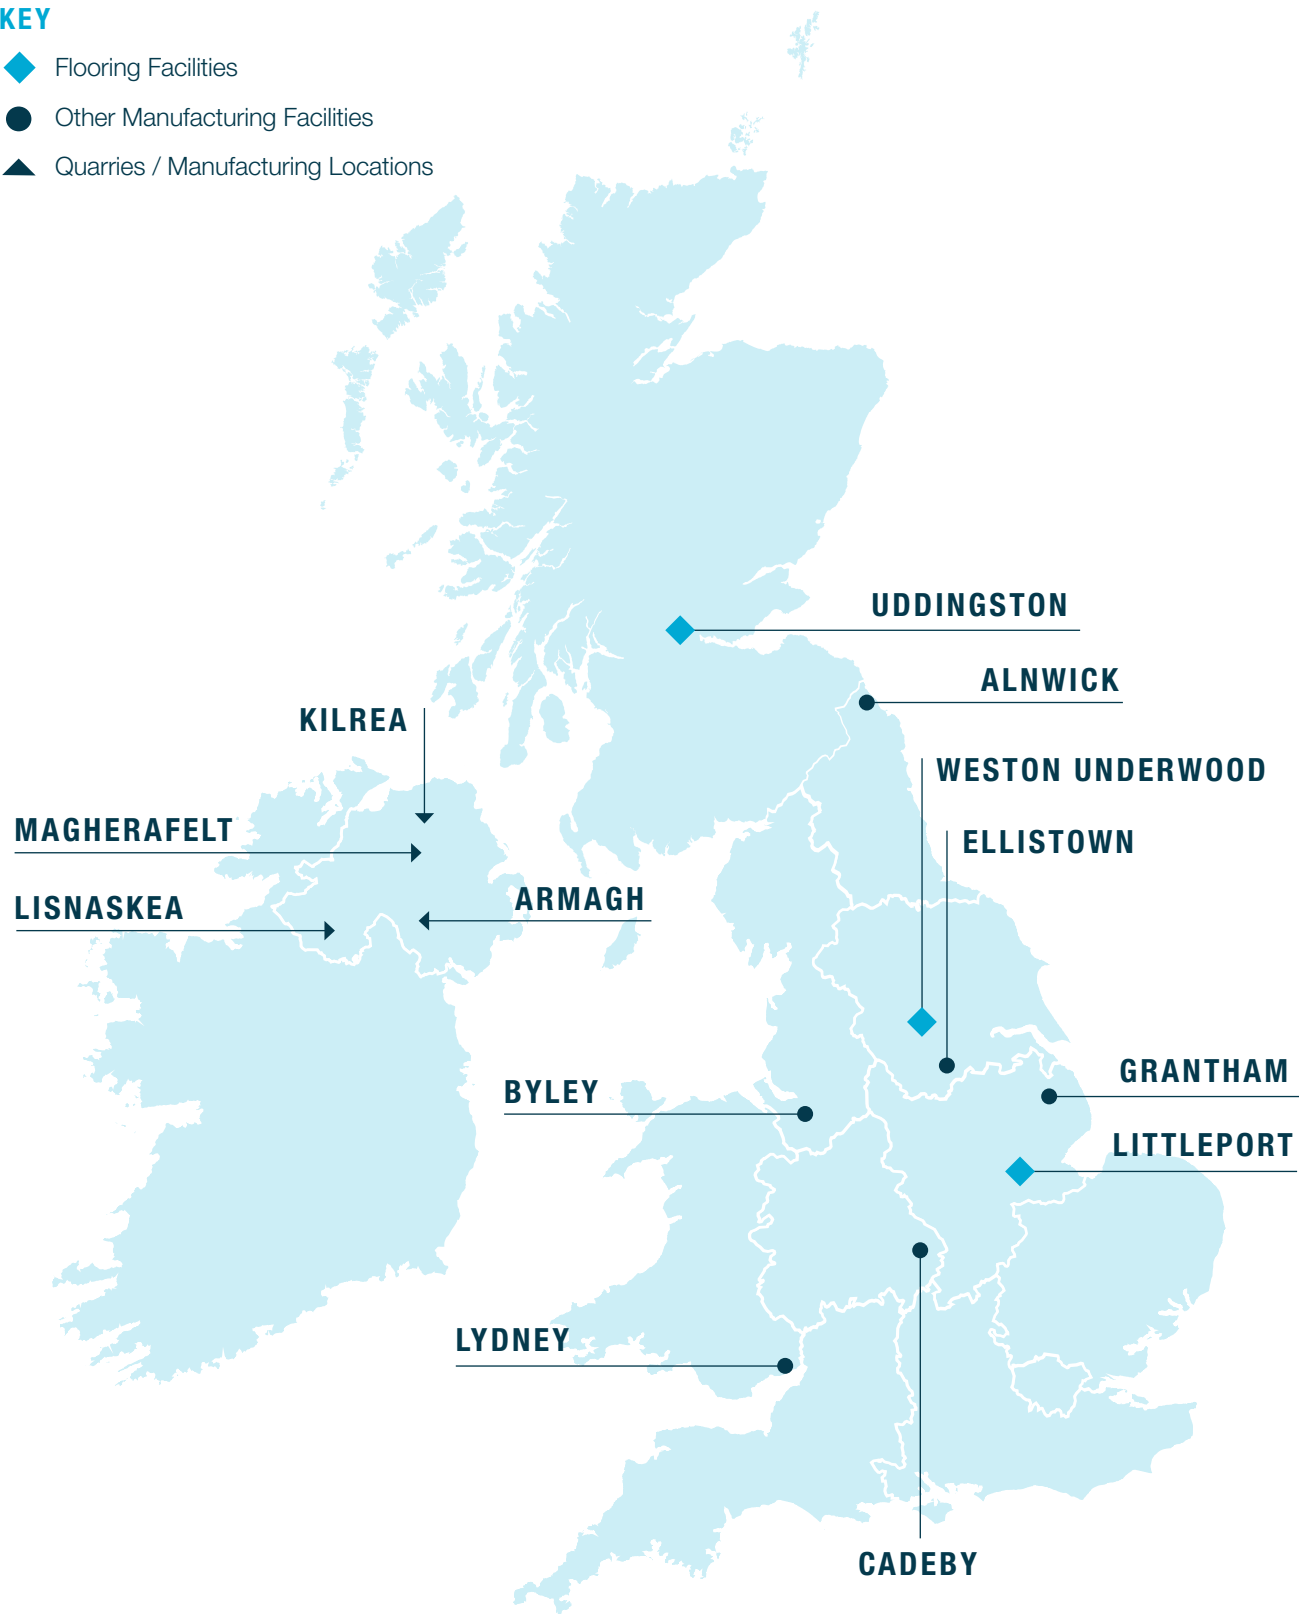 KEY
Flooring Facilities
Other Manufacturing Facilities
Quarries / Manufacturing Locations
UDDINGSTON
ALNWICK
KILREA
WESTON UNDERWOOD
MAGHERAFELT
ELLISTOWN
ARMAGH
LISNASKEA
GRANTHAM
BYLEY
LITTLEPORT
LYDNEY
CADEBY